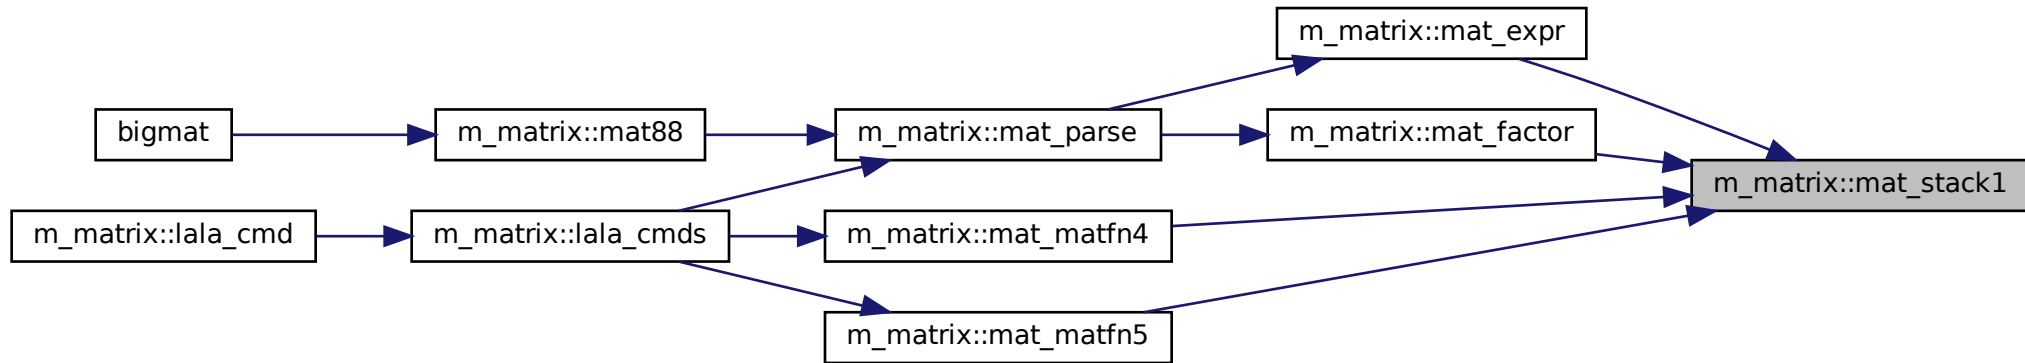 m_matrix::mat_expr
bigmat
m_matrix::mat88
m_matrix::mat_parse
m_matrix::mat_factor
m_matrix::mat_stack1
m_matrix::lala_cmd
m_matrix::lala_cmds
m_matrix::mat_matfn4
m_matrix::mat_matfn5